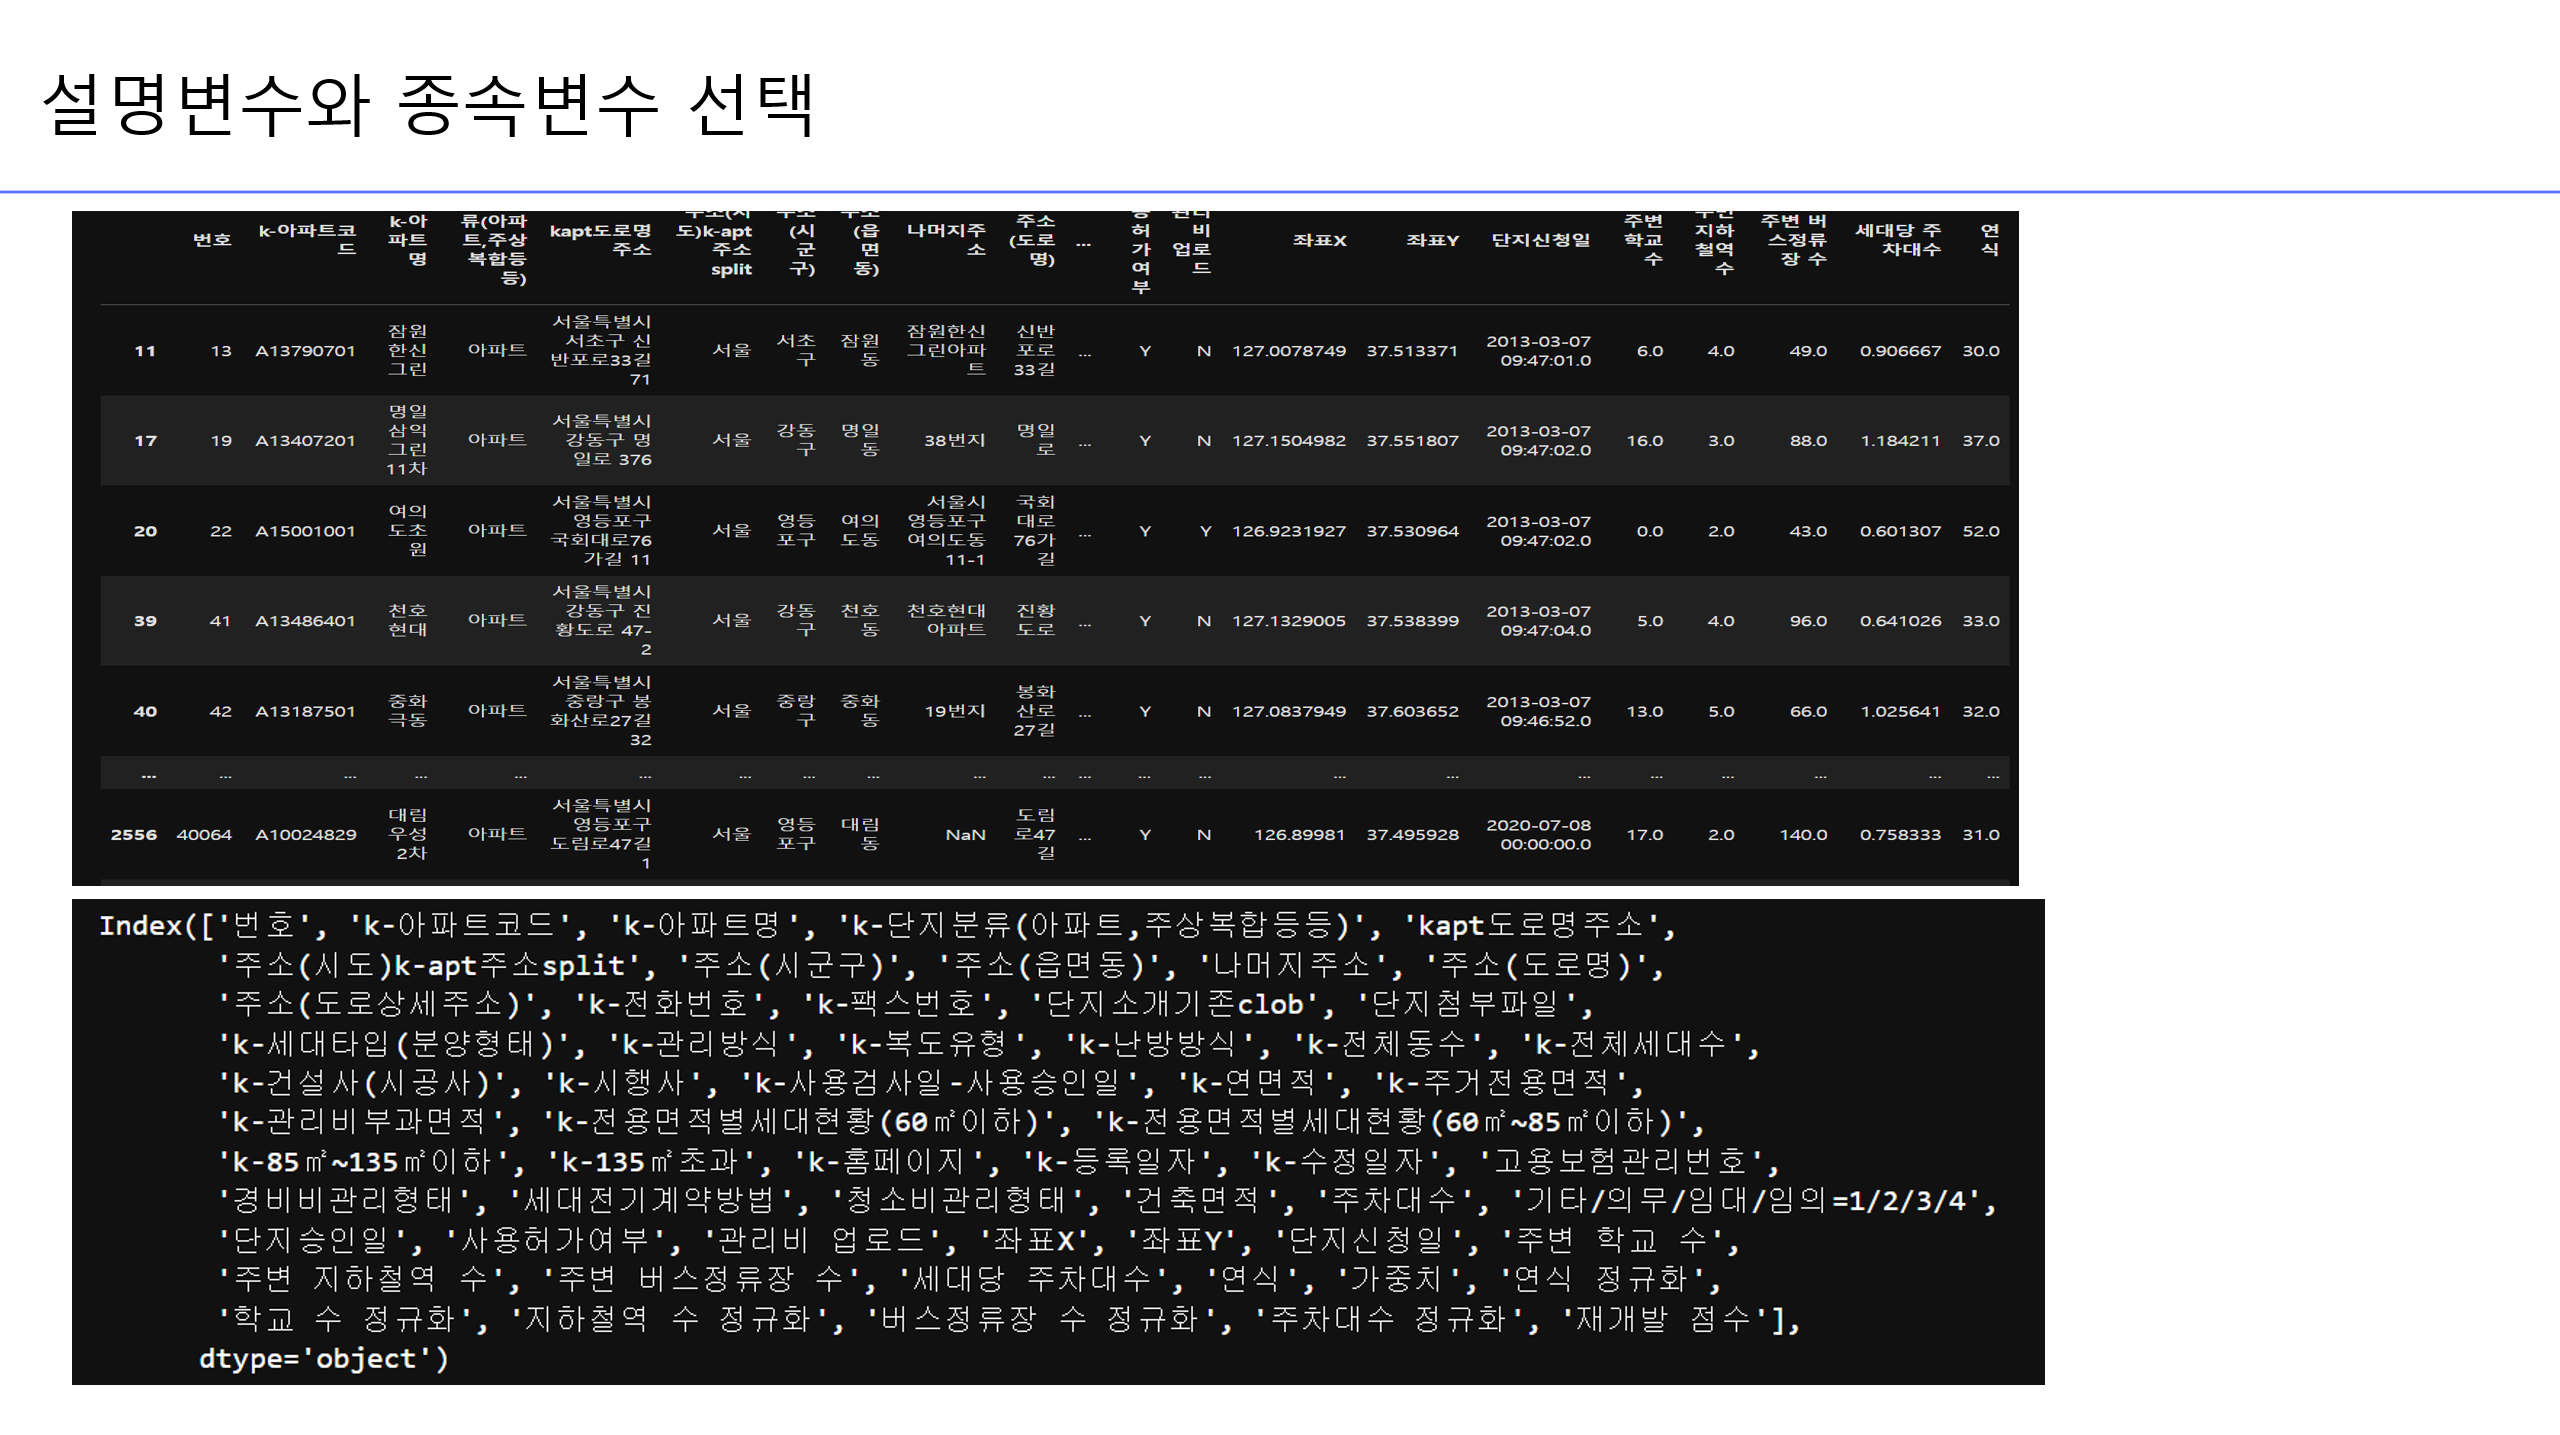 설명변수와 종속변수 선택
번호 k-아파트코드 k-아파트명 류(아파트,주상복합등등) kapt도로명주소 도)k-apt주소split (시군구) (읍면동) 나머지주소 주소(도로명) ... 허가여부 비 업로드 좌표X 좌표Y 단지신청일 주변 학교 수 지하철역 수 주변 버스정류장 수 세대당 주차대수 연식
11 13 A13790701 잠원한신그린 아파트 서울특별시 서초구 신반포로33길 71 서울 서초구 잠원동 잠원한신그린아파트 신반포로33길 ... Y N 127.0078749 37.513371 2013-03-07 09:47:01.0 6.0 4.0 49.0 0.906667 30.0
17 19 A13407201 명일삼익그린11차 아파트 서울특별시 강동구 명일로 376 서울 강동구 명일동 38번지 명일로 ... Y N 127.1504982 37.551807 2013-03-07 09:47:02.0 16.0 3.0 88.0 1.184211 37.0
20 22 A15001001 여의도초원 아파트 서울특별시 영등포구 국회대로76가길 11 서울 영등포구 여의도동 서울시 영등포구 여의도동 11-1 국회대로76가길 ... Y Y 126.9231927 37.530964 2013-03-07 09:47:02.0 0.0 2.0 43.0 0.601307 52.0
39 41 A13486401 천호현대 아파트 서울특별시 강동구 진황도로 47-2 서울 강동구 천호동 천호현대아파트 진황도로 ... Y N 127.1329005 37.538399 2013-03-07 09:47:04.0 5.0 4.0 96.0 0.641026 33.0
40 42 A13187501 중화극동 아파트 서울특별시 중랑구 봉화산로27길 32 서울 중랑구 중화동 19번지 봉화산로27길 ... Y N 127.0837949 37.603652 2013-03-07 09:46:52.0 13.0 5.0 66.0 1.025641 32.0
... ... ... ... ... ... ... ... ... ... ... ... ... ... ... ... ... ... ... ... ... ...
2556 40064 A10024829 대림우성2차 아파트 서울특별시 영등포구 도림로47길 1 서울 영등포구 대림동 NaN 도림로47길 ... Y N 126.89981 37.495928 2020-07-08 00:00:00.0 17.0 2.0 140.0 0.758333 31.0
Index(['번호', 'k-아파트코드', 'k-아파트명', 'k-단지분류(아파트,주상복합등등)', 'kapt도로명주소',
'주소(시도)k-apt주소split', '주소(시군구)', '주소(읍면동)', '나머지주소', '주소(도로명)',
'주소(도로상세주소)', 'k-전화번호', 'k-팩스번호', '단지소개기존clob', '단지첨부파일',
'k-세대타입(분양형태)', 'k-관리방식', 'k-복도유형', 'k-난방방식', 'k-전체동수', 'k-전체세대수',
'k-건설사(시공사)', 'k-시행사', 'k-사용검사일-사용승인일', 'k-연면적', 'k-주거전용면적',
'k-관리비부과면적', 'k-전용면적별세대현황(60㎡이하)', 'k-전용면적별세대현황(60㎡~85㎡이하)',
'k-85㎡~135㎡이하', 'k-135㎡초과', 'k-홈페이지', 'k-등록일자', 'k-수정일자', '고용보험관리번호',
'경비비관리형태', '세대전기계약방법', '청소비관리형태', '건축면적', '주차대수', '기타/의무/임대/임의=1/2/3/4',
'단지승인일', '사용허가여부', '관리비 업로드', '좌표X', '좌표Y', '단지신청일', '주변 학교 수',
'주변 지하철역 수', '주변 버스정류장 수', '세대당 주차대수', '연식', '가중치', '연식 정규화',
'학교 수 정규화', '지하철역 수 정규화', '버스정류장 수 정규화', '주차대수 정규화', '재개발 점수'],
dtype='object')